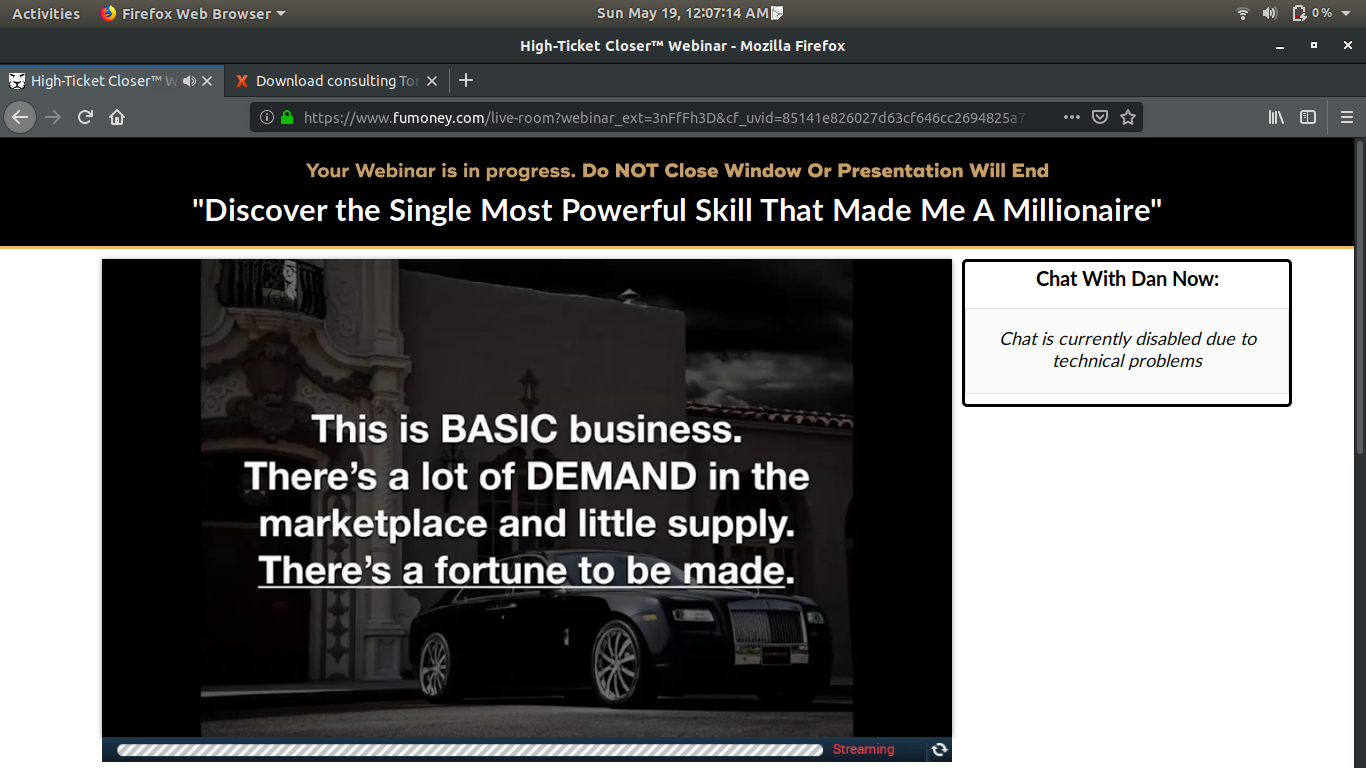 Activities Firefox Web Browser Sun May 19, 12:07:14 AM 0 %
High-Ticket Closer™ Webinar - Mozilla Firefox
High-Ticket Closer™ W Download consulting Tor
https://www.fumoney.com/live-room?webinar_ext=3nFfFh3D&cf_uvid=85141e826027d63cf646cc2694825a7
Your Webinar is in progress. Do NOT Close Window Or Presentation Will End
"Discover the Single Most Powerful Skill That Made Me A Millionaire"
This is BASIC business.
There's a lot of DEMAND in the
marketplace and little supply.
There's a fortune to be made.
Streaming
Chat With Dan Now:
Chat is currently disabled due to
technical problems